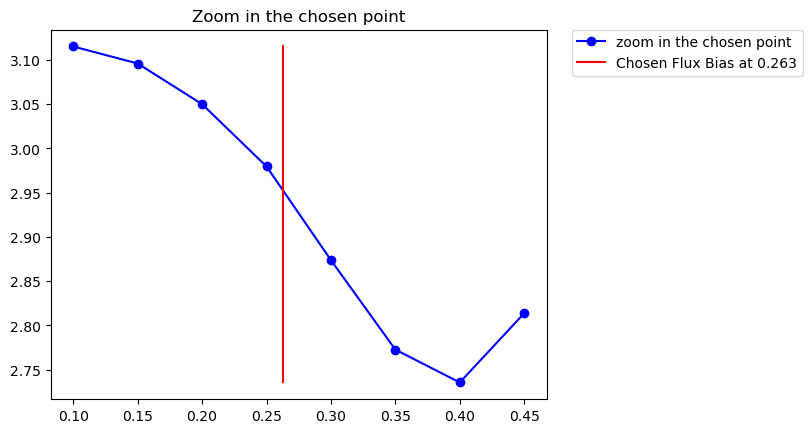 Zoom in the chosen point
zoom in the chosen point
Chosen Flux Bias at 0.263
3.10
3.05
3.00
2.95
2.90
2.85
2.80
2.75
0.10 0.15 0.20 0.25 0.30 0.35 0.40 0.45